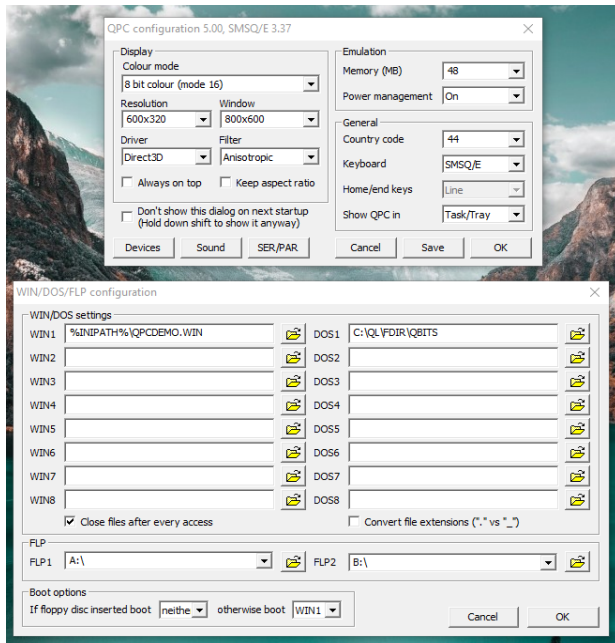 QPC configuration 5.00, SMSQ/E 3.37
Display
Colour mode
8 bit colour (mode 16)
Resolution Window
600x320 800x600
Driver Filter
Direct3D Anisotropic
Always on top Keep aspect ratio
Don't show this dialog on next startup
(Hold down shift to show it anyway)
Devices Sound SER/PAR
Emulation
Memory (MB) 48
Power management On
General
Country code 44
Keyboard SMSQ/E
Home/end keys Line
Show QPC in Task/Tray
Cancel Save OK
WIN/DOS/FLP configuration
WIN/DOS settings
WIN1 %INIPATH%\QPCDEMO.WIN DOS1 C:\QL\FDIR\QBITS
WIN2 DOS2
WIN3 DOS3
WIN4 DOS4
WIN5 DOS5
WIN6 DOS6
WIN7 DOS7
WIN8 DOS8
Close files after every access Convert file extensions ("." vs "_")
FLP
FLP1 A:\ FLP2 B:\
Boot options
If floppy disc inserted boot neithe otherwise boot WIN1
Cancel OK